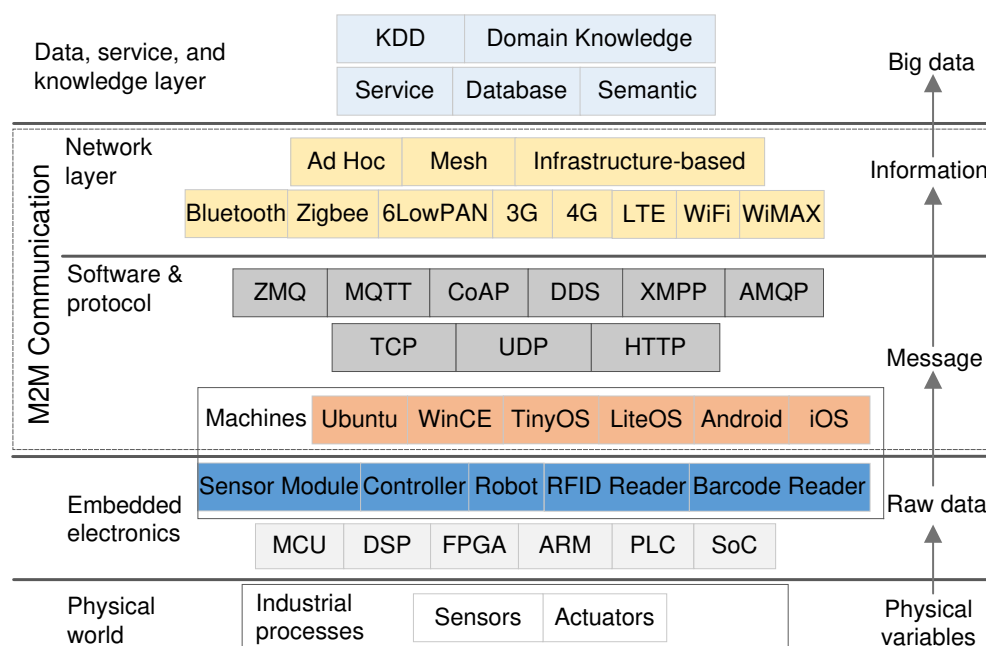 Data, service, and
knowledge layer
KDD
Domain Knowledge
Service
Database
Semantic
Big data
M2M Communication
Network
layer
Ad Hoc
Mesh
Infrastructure-based
Information
Bluetooth
Zigbee
6LowPAN
3G
4G
LTE
WiFi
WiMAX
Software &
protocol
ZMQ
MQTT
CoAP
DDS
XMPP
AMQP
TCP
UDP
HTTP
Message
Machines
Ubuntu
WinCE
TinyOS
LiteOS
Android
iOS
Embedded
electronics
Sensor Module
Controller
Robot
RFID Reader
Barcode Reader
Raw data
MCU
DSP
FPGA
ARM
PLC
SoC
Physical
world
Industrial
processes
Sensors
Actuators
Physical
variables